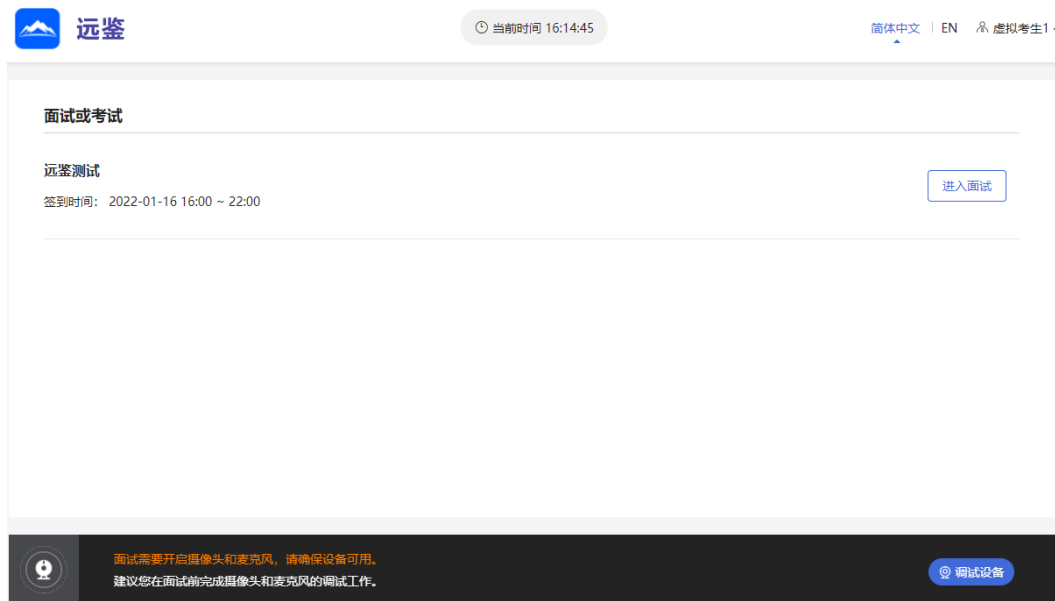 远鉴
当前时间 16:14:45
简体中文 EN 虚拟考生1
面试或考试
远鉴测试
签到时间： 2022-01-16 16:00 ~ 22:00
进入面试
面试需要开启摄像头和麦克风，请确保设备可用。
建议您在面试前完成摄像头和麦克风的调试工作。
调试设备